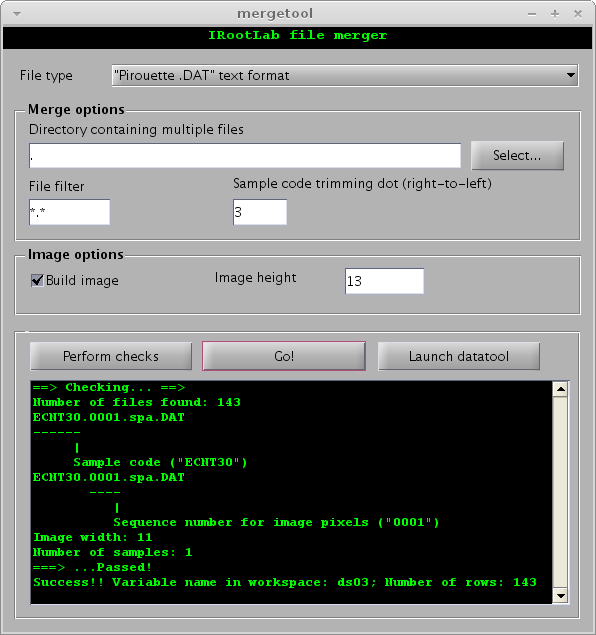 mergetool
IRootLab file merger
File type "Pirouette .DAT" text format
Merge options
Directory containing multiple files
. Select...
File filter Sample code trimming dot (right-to-left)
*.* 3
Image options
Build image Image height 13
Perform checks Go! Launch datatool
==> Checking... ==>
Number of files found: 143
ECNT30.0001.spa.DAT
------
|
Sample code ("ECNT30")
ECNT30.0001.spa.DAT
----
|
Sequence number for image pixels ("0001")
Image width: 11
Number of samples: 1
===> ...Passed!
Success!! Variable name in workspace: ds03; Number of rows: 143